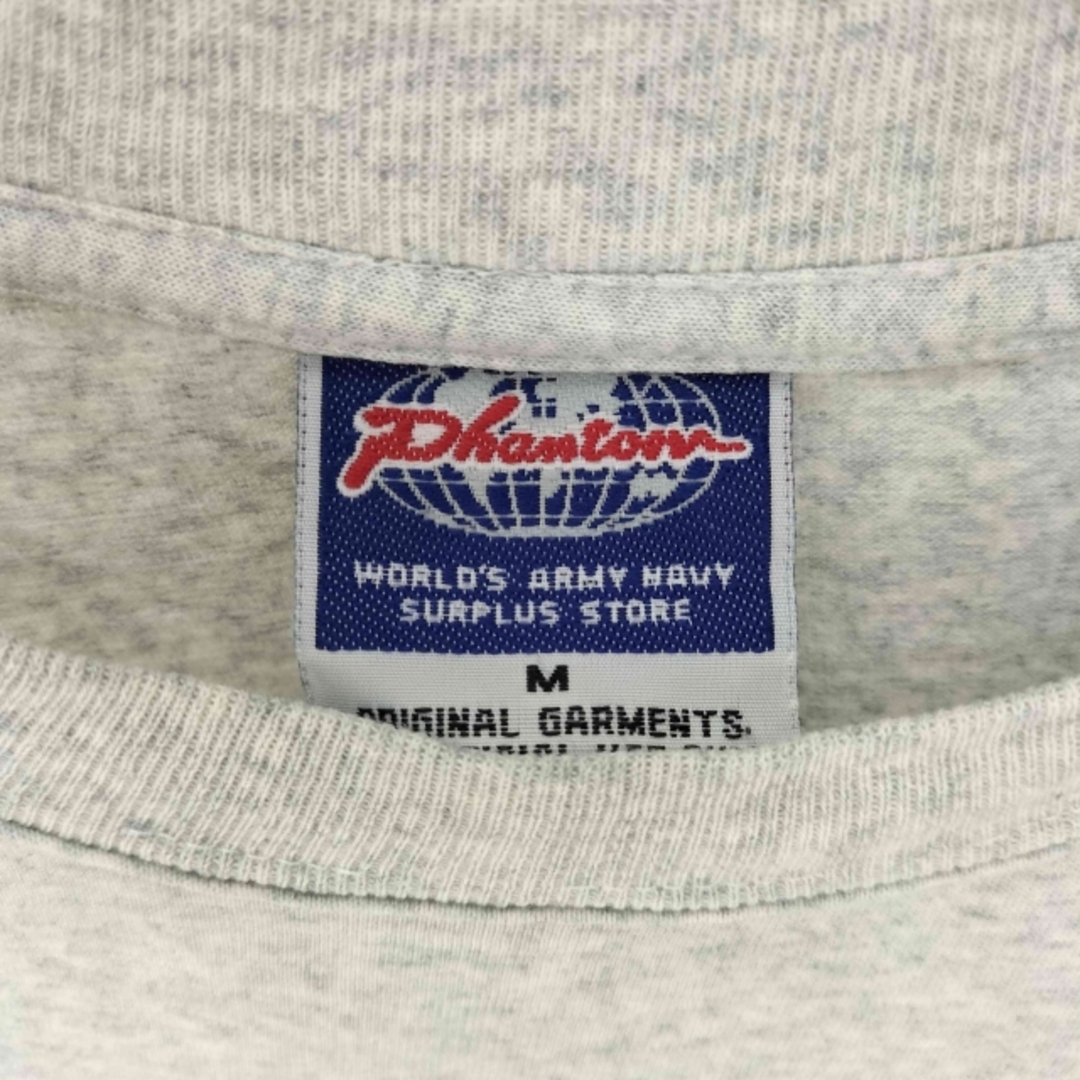 Phantom
WORLD'S ARMY NAVY
SURPLUS STORE
M
ORIGINAL GARMENTS.